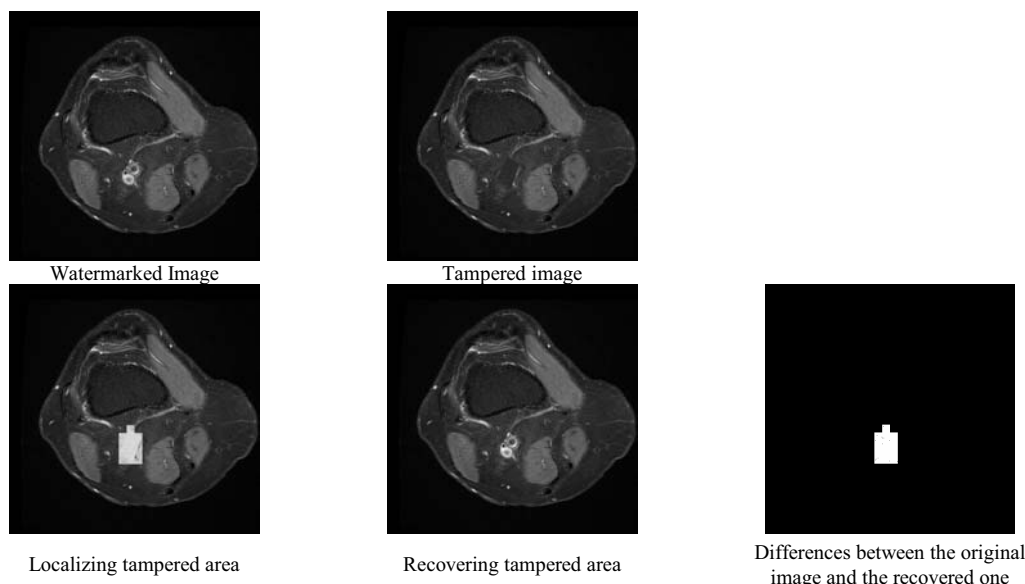 Watermarked Image
Tampered image
Localizing tampered area
Recovering tampered area
Differences between the original
image and the recovered one